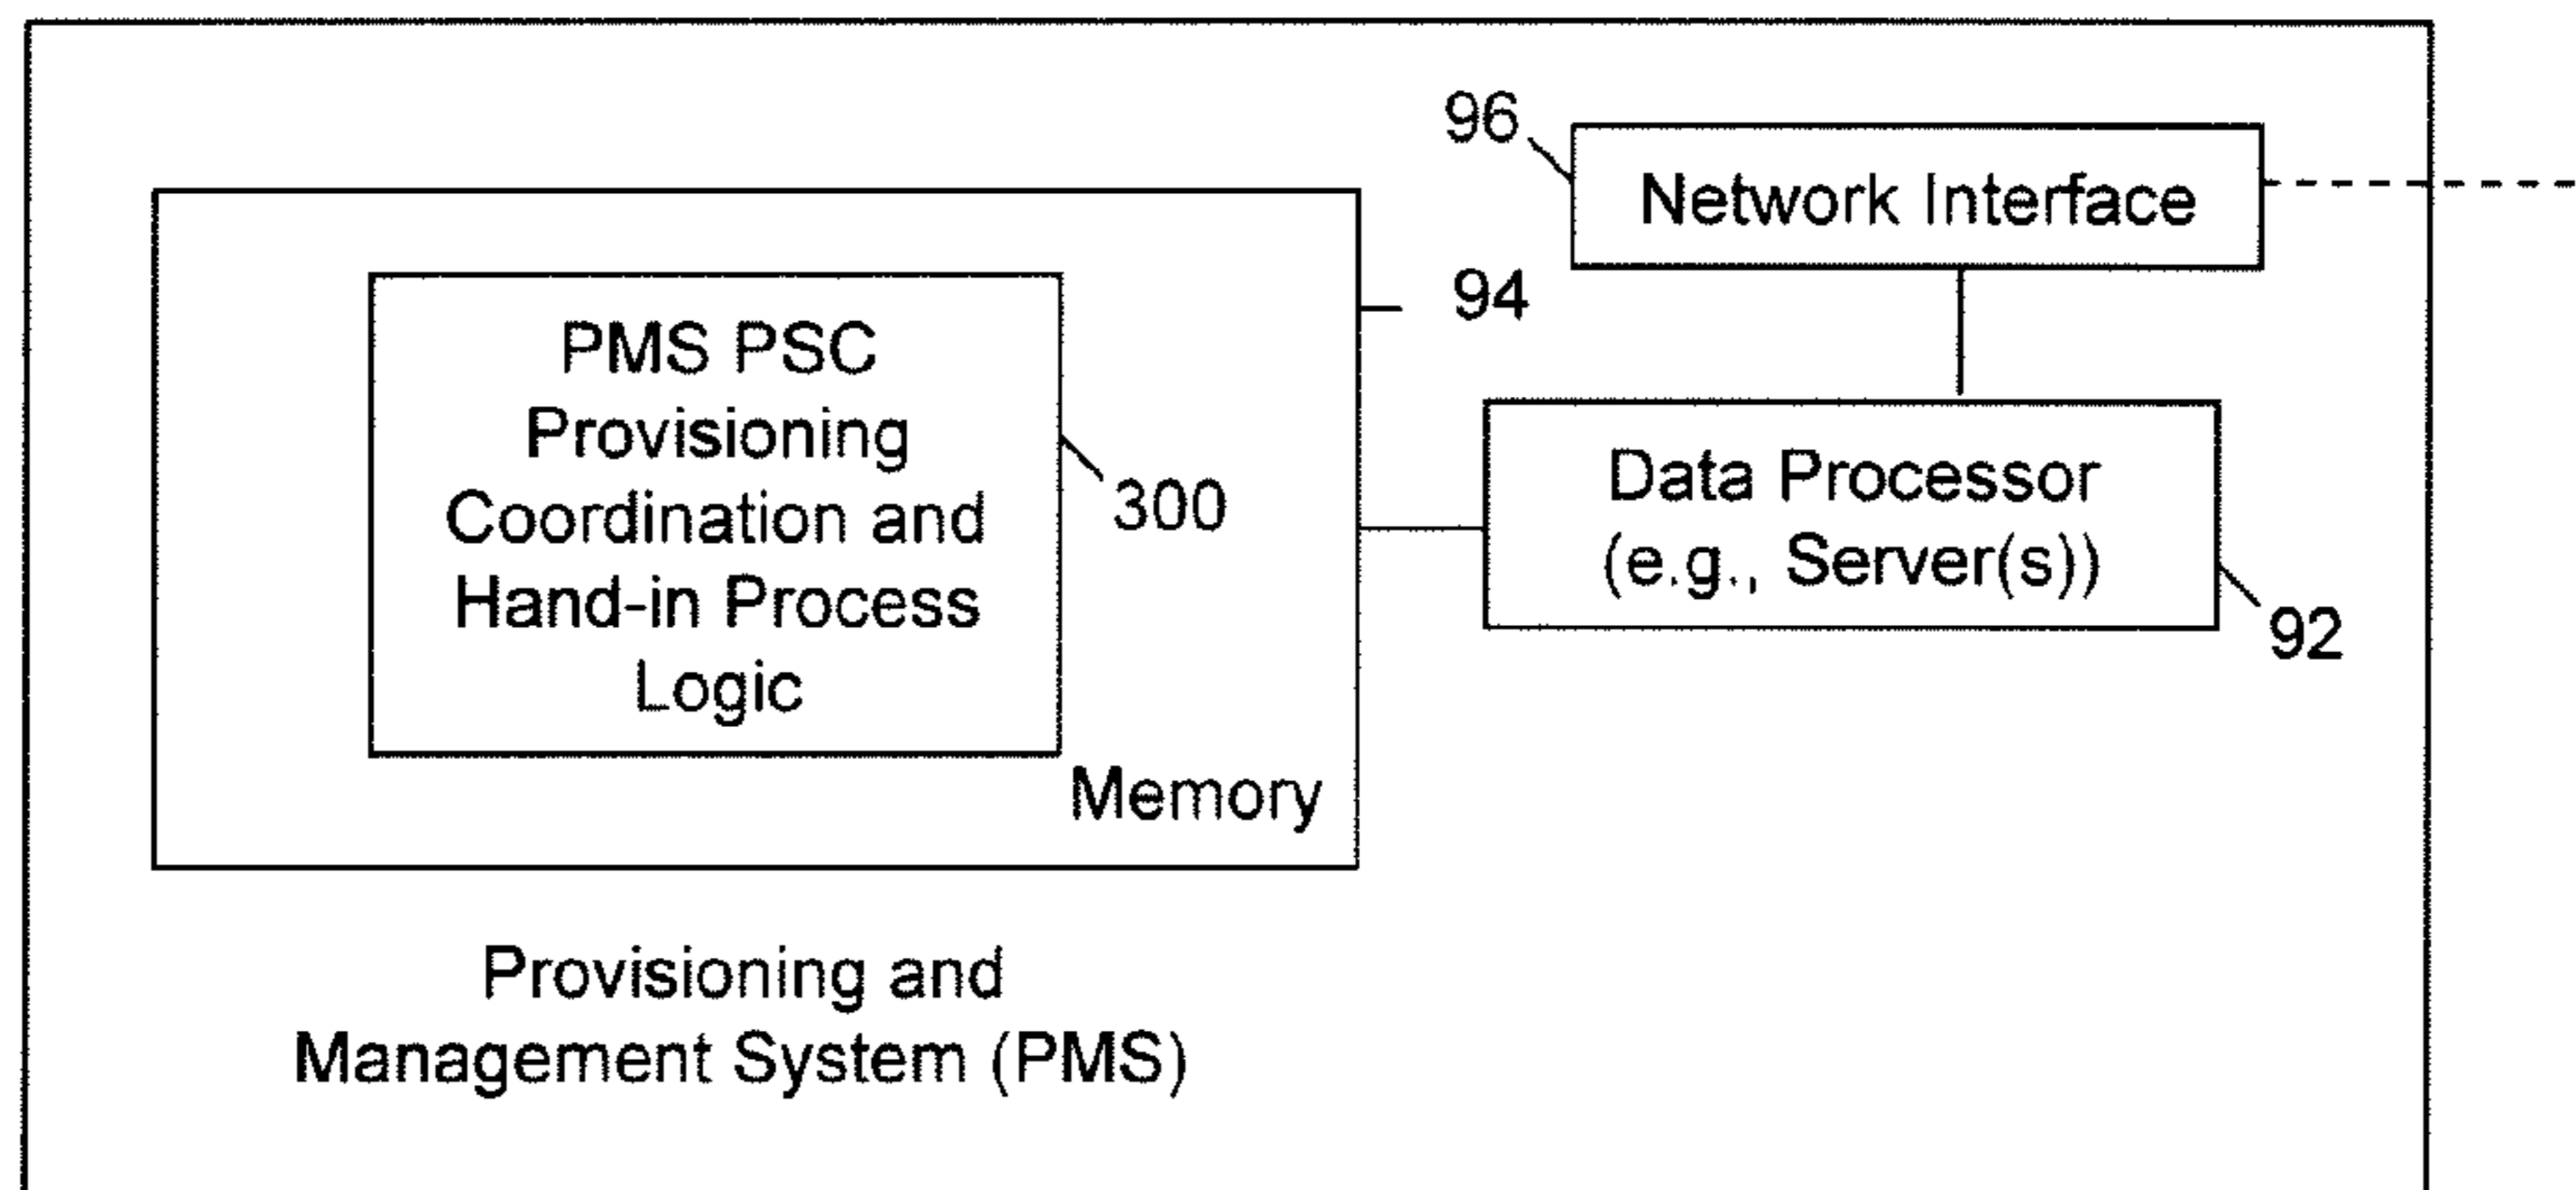 96
Network Interface
94
PMS PSC
Provisioning
Coordination and
Hand-in Process
Logic
300
Memory
Data Processor
(e.g., Server(s))
92
Provisioning and
Management System (PMS)